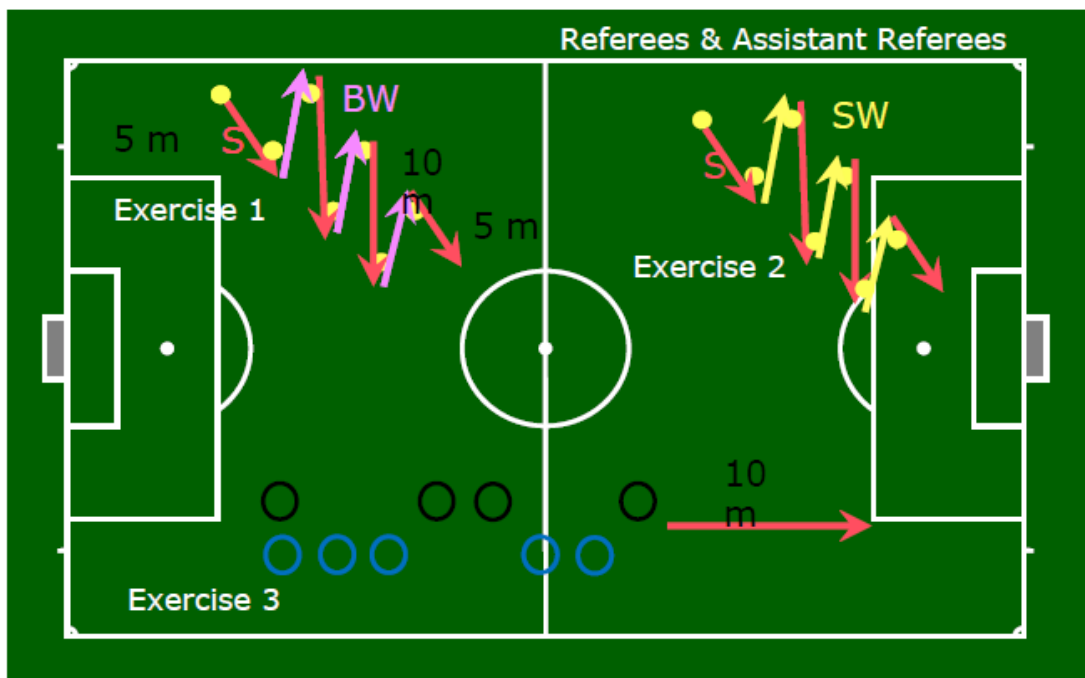 Referees & Assistant Referees
BW
SW
5 m
S
10
m
S
Exercise 1
5 m
Exercise 2
10
m
Exercise 3